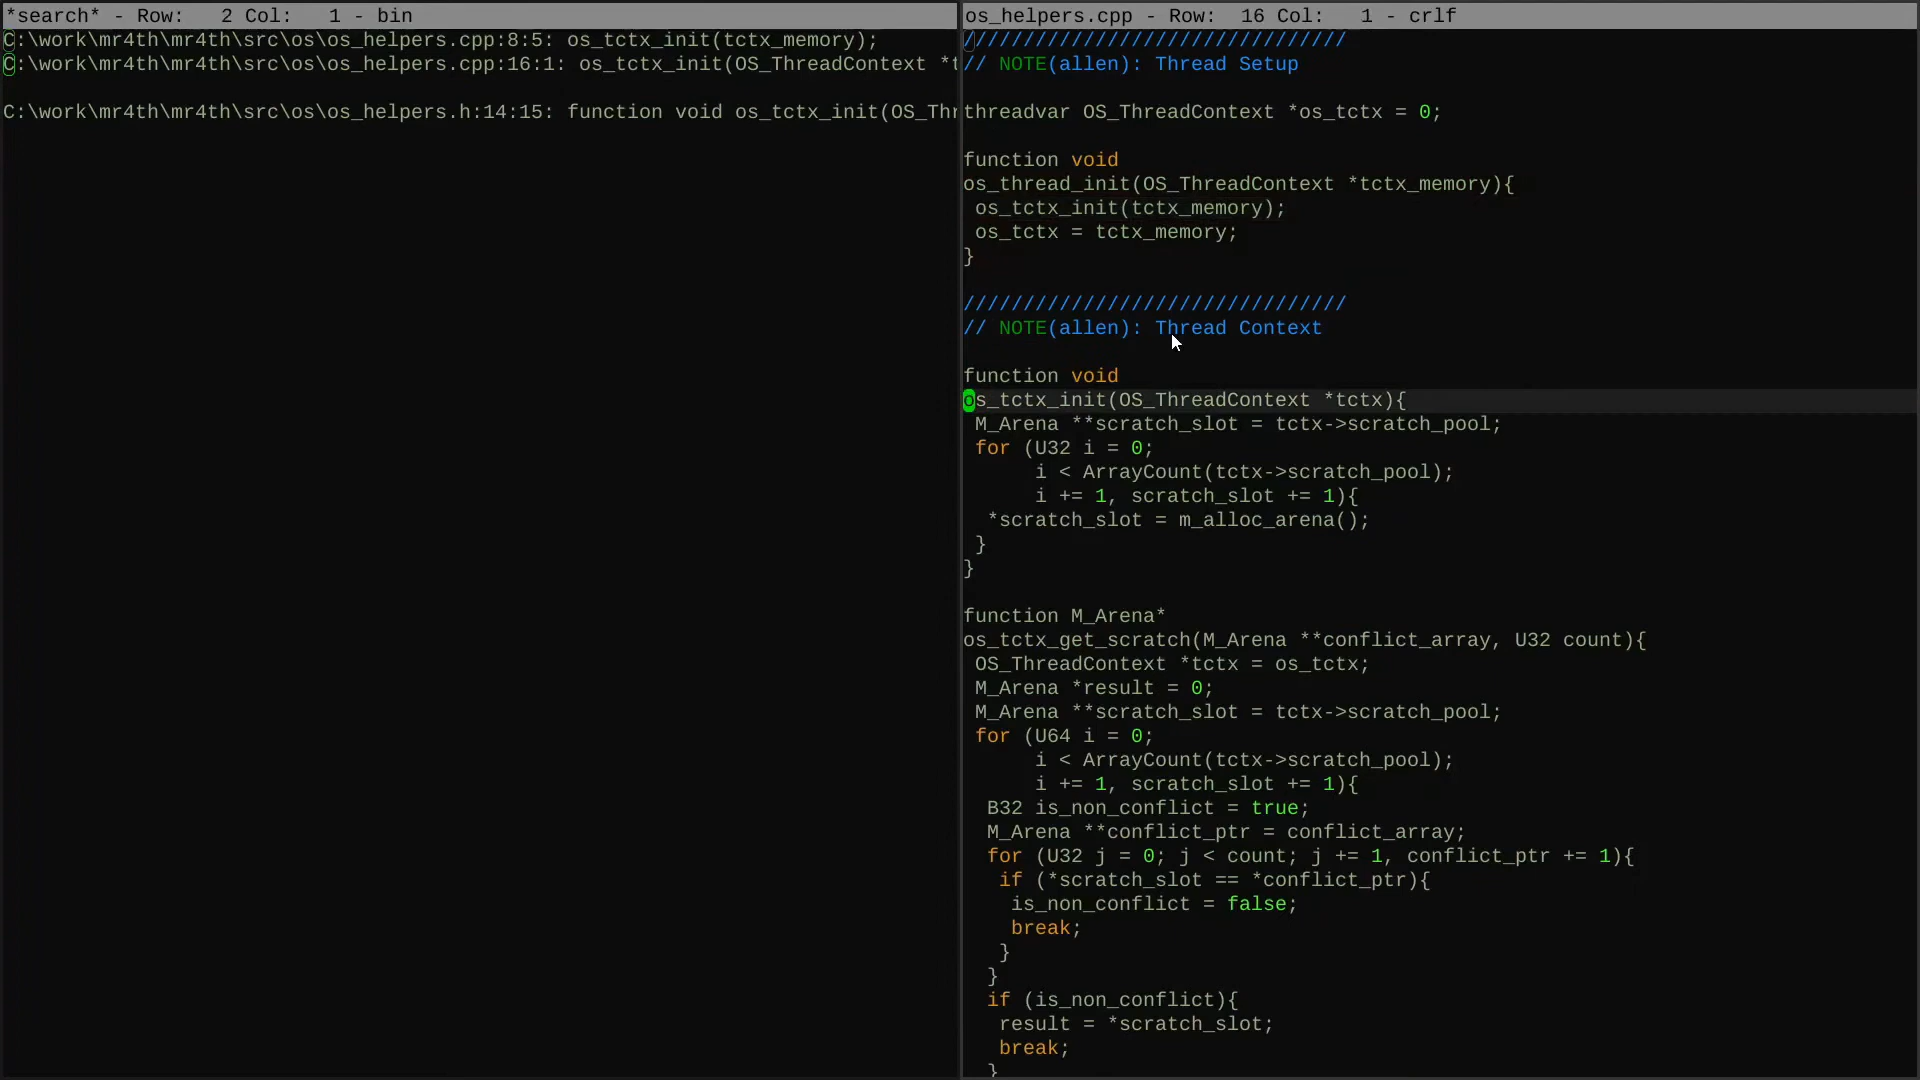 *search* - Row:   2 Col:   1 - bin
C:\work\mr4th\mr4th\src\os\os_helpers.cpp:8:5: os_tctx_init(tctx_memory);
C:\work\mr4th\mr4th\src\os\os_helpers.cpp:16:1: os_tctx_init(OS_ThreadContext *t
C:\work\mr4th\mr4th\src\os\os_helpers.h:14:15: function void os_tctx_init(OS_Thr
os_helpers.cpp - Row:  16 Col:   1 - crlf
////////////////////////////////
// NOTE(allen): Thread Setup
threadvar OS_ThreadContext *os_tctx = 0;
function void
os_thread_init(OS_ThreadContext *tctx_memory){
 os_tctx_init(tctx_memory);
 os_tctx = tctx_memory;
}
////////////////////////////////
// NOTE(allen): Thread Context
function void
os_tctx_init(OS_ThreadContext *tctx){
 M_Arena **scratch_slot = tctx->scratch_pool;
 for (U32 i = 0;
      i < ArrayCount(tctx->scratch_pool);
      i += 1, scratch_slot += 1){
  *scratch_slot = m_alloc_arena();
 }
}
function M_Arena*
os_tctx_get_scratch(M_Arena **conflict_array, U32 count){
 OS_ThreadContext *tctx = os_tctx;
 M_Arena *result = 0;
 M_Arena **scratch_slot = tctx->scratch_pool;
 for (U64 i = 0;
      i < ArrayCount(tctx->scratch_pool);
      i += 1, scratch_slot += 1){
  B32 is_non_conflict = true;
  M_Arena **conflict_ptr = conflict_array;
  for (U32 j = 0; j < count; j += 1, conflict_ptr += 1){
   if (*scratch_slot == *conflict_ptr){
    is_non_conflict = false;
    break;
   }
  }
  if (is_non_conflict){
   result = *scratch_slot;
   break;
  }